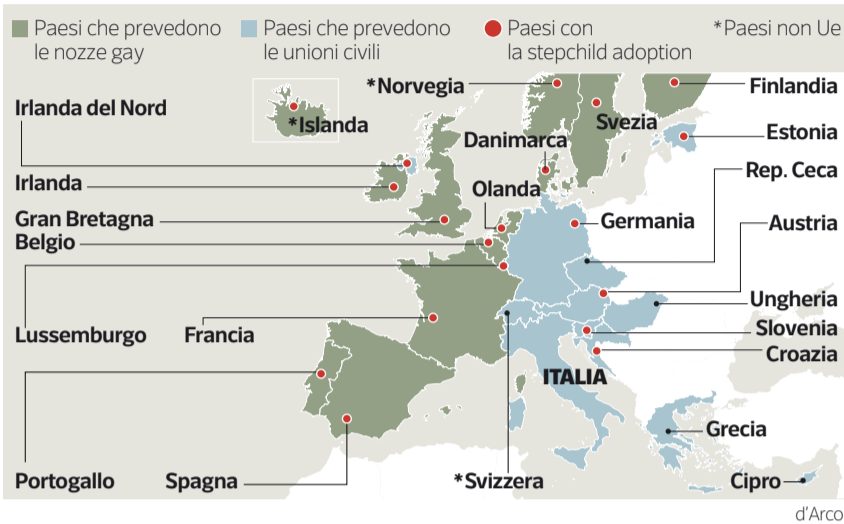 Paesi che prevedono
le nozze gay
Paesi che prevedono
le unioni civili
Paesi con
la stepchild adoption
*Paesi non Ue
*Norvegia
Finlandia
Irlanda del Nord
*Islanda
Svezia
Estonia
Danimarca
Rep. Ceca
Irlanda
Olanda
Gran Bretagna
Germania
Austria
Belgio
Ungheria
Lussemburgo
Francia
Slovenia
Croazia
ITALIA
Grecia
Portogallo
Spagna
*Svizzera
Cipro
d'Arco